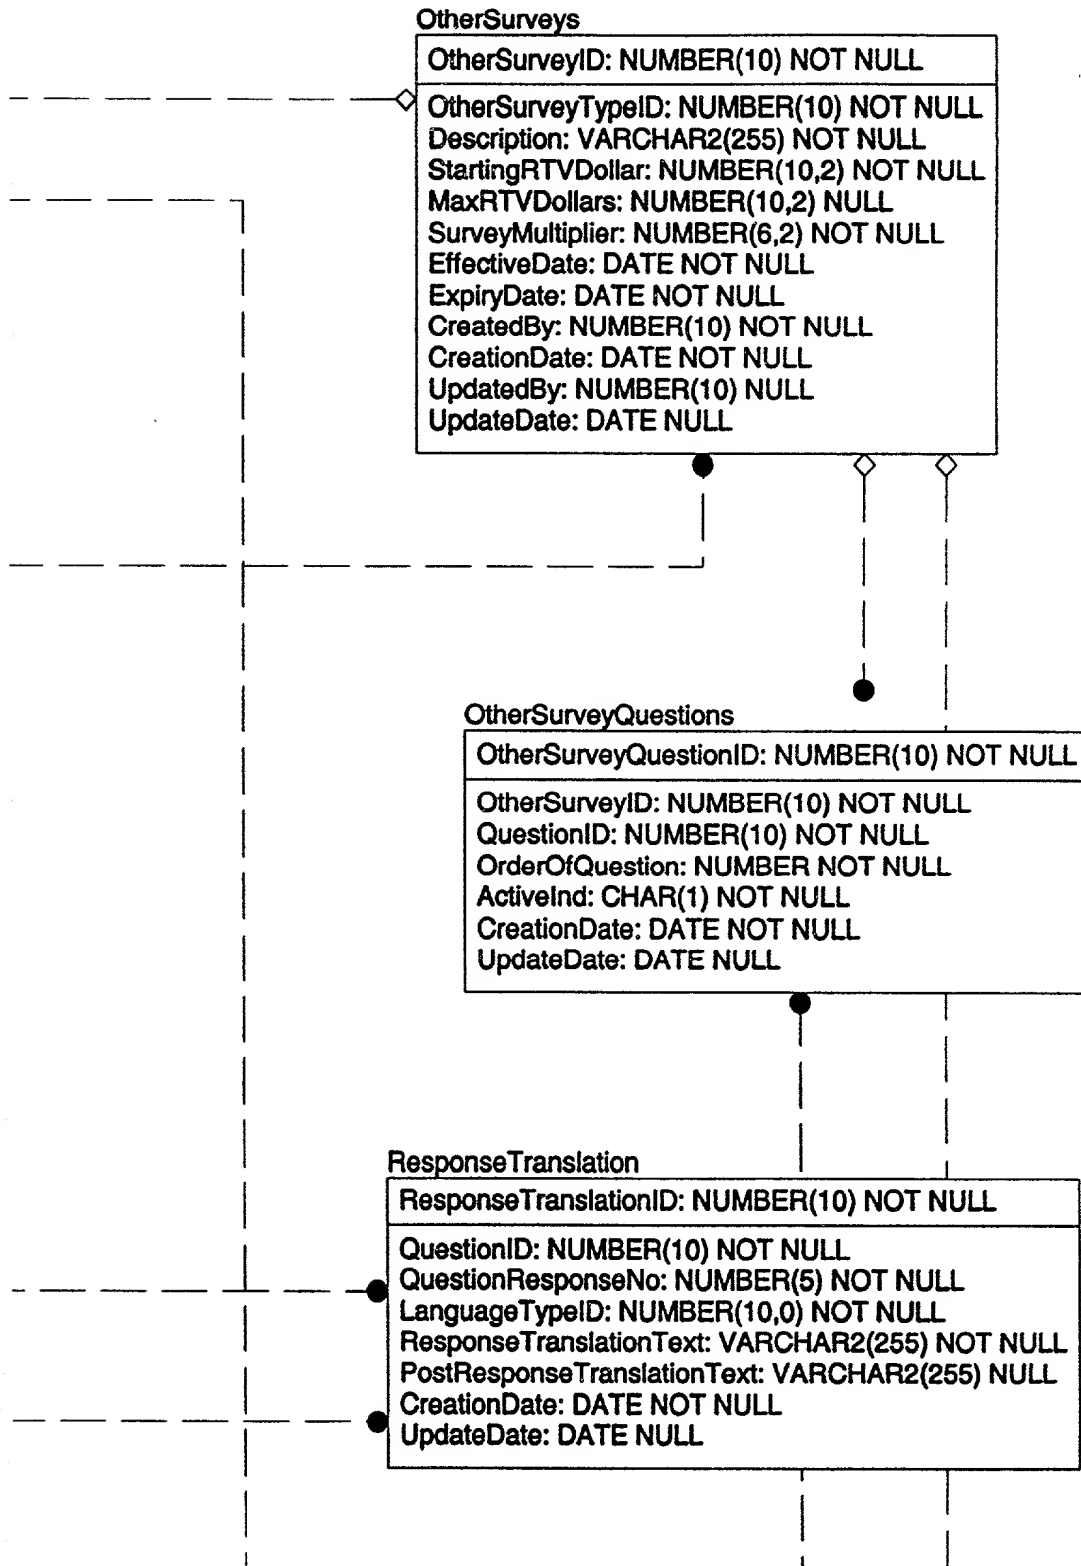 OtherSurveys
OtherSurveyID: NUMBER(10) NOT NULL
OtherSurveyTypeID: NUMBER(10) NOT NULL
Description: VARCHAR2(255) NOT NULL
StartingRTVDollar: NUMBER(10,2) NOT NULL
MaxRTVDollars: NUMBER(10,2) NULL
SurveyMultiplier: NUMBER(6,2) NOT NULL
EffectiveDate: DATE NOT NULL
ExpiryDate: DATE NOT NULL
CreatedBy: NUMBER(10) NOT NULL
CreationDate: DATE NOT NULL
UpdatedBy: NUMBER(10) NULL
UpdateDate: DATE NULL
OtherSurveyQuestions
OtherSurveyQuestionID: NUMBER(10) NOT NULL
OtherSurveyID: NUMBER(10) NOT NULL
QuestionID: NUMBER(10) NOT NULL
OrderOfQuestion: NUMBER NOT NULL
ActiveInd: CHAR(1) NOT NULL
CreationDate: DATE NOT NULL
UpdateDate: DATE NULL
ResponseTranslation
ResponseTranslationID: NUMBER(10) NOT NULL
QuestionID: NUMBER(10) NOT NULL
QuestionResponseNo: NUMBER(5) NOT NULL
LanguageTypeID: NUMBER(10,0) NOT NULL
ResponseTranslationText: VARCHAR2(255) NOT NULL
PostResponseTranslationText: VARCHAR2(255) NULL
CreationDate: DATE NOT NULL
UpdateDate: DATE NULL